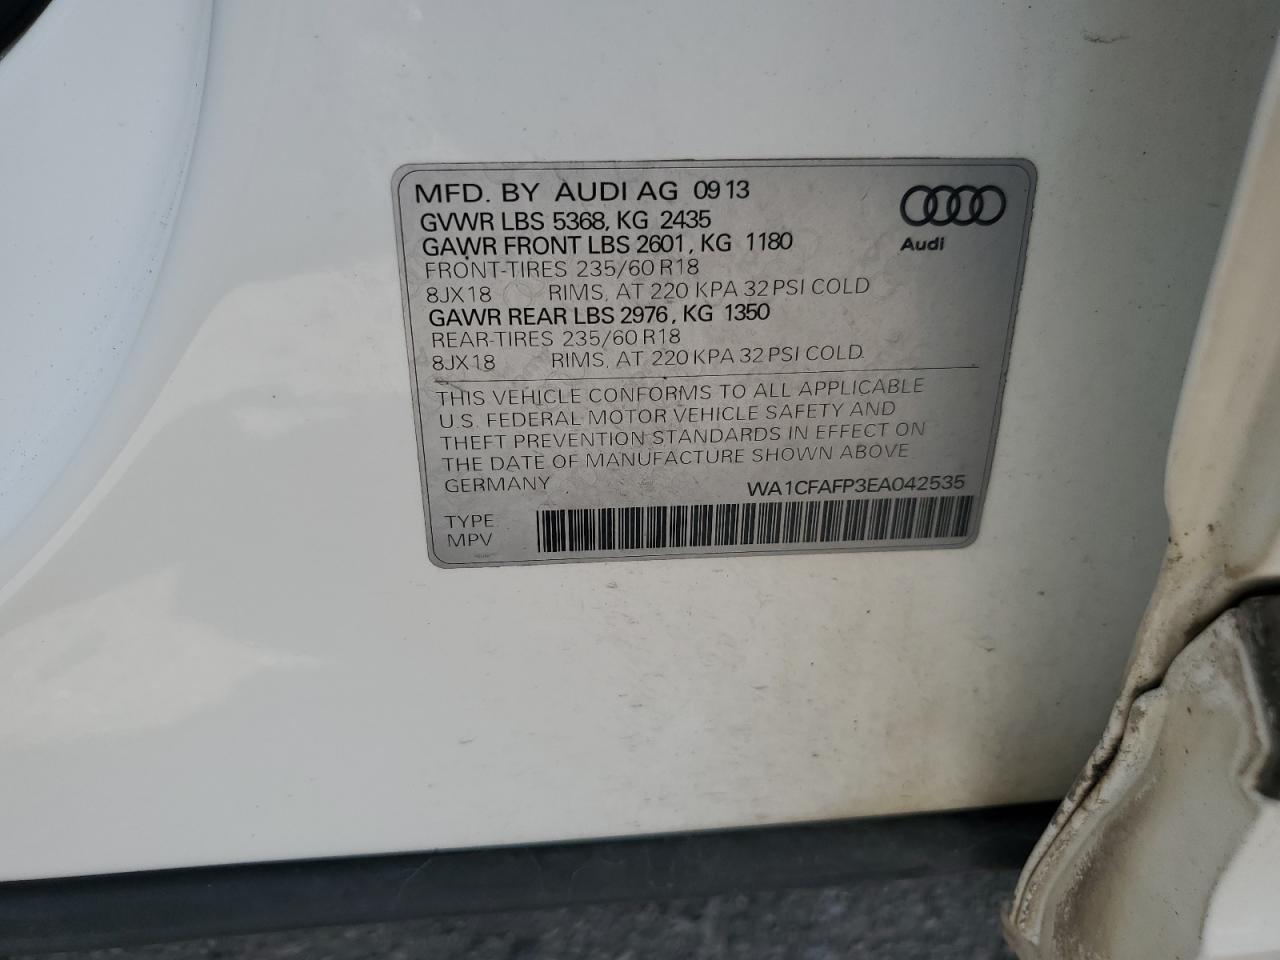 MFD. BY AUDI AG 09 13
GVWR LBS 5368, KG 2435
GAWR FRONT LBS 2601, KG 1180
Audi
FRONT-TIRES 235/60 R18
8JX18 RIMS, AT 220 KPA 32 PSI COLD
GAWR REAR LBS 2976, KG 1350
REAR-TIRES 235/60 R18
8JX18 RIMS, AT 220 KPA 32 PSI COLD.
THIS VEHICLE CONFORMS TO ALL APPLICABLE
U.S. FEDERAL MOTOR VEHICLE SAFETY AND
THEFT PREVENTION STANDARDS IN EFFECT ON
THE DATE OF MANUFACTURE SHOWN ABOVE
GERMANY WA1CFAFP3EA042535
TYPE
MPV